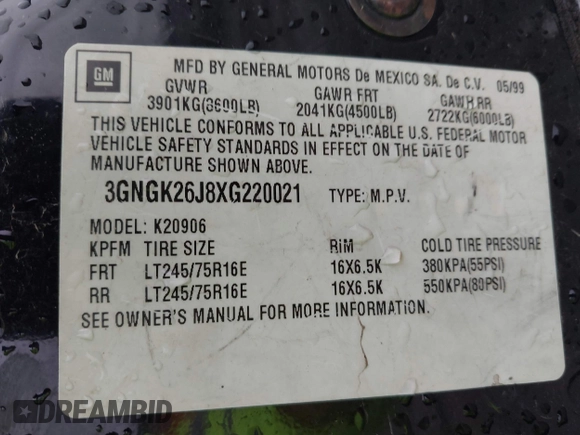 GM
MFD BY GENERAL MOTORS De MEXICO SA. De C.V. 05/99
GVWR GAWR FRT GAWR RR
3901KG(8600LB) 2041KG(4500LB) 2722KG(6000LB)
THIS VEHICLE CONFORMS TO ALL APPLICABLE U.S. FEDERAL MOTOR
VEHICLE SAFETY STANDARDS IN EFFECT ON THE DATE OF
MANUFACTURE SHOWN ABOVE.
3GNGK26J8XG220021 TYPE: M.P.V.
MODEL: K20906
KPFM TIRE SIZE RIM COLD TIRE PRESSURE
FRT LT245/75R16E 16X6.5K 380KPA(55PSI)
RR LT245/75R16E 16X6.5K 550KPA(80PSI)
SEE OWNER'S MANUAL FOR MORE INFORMATION.
DREAMBID